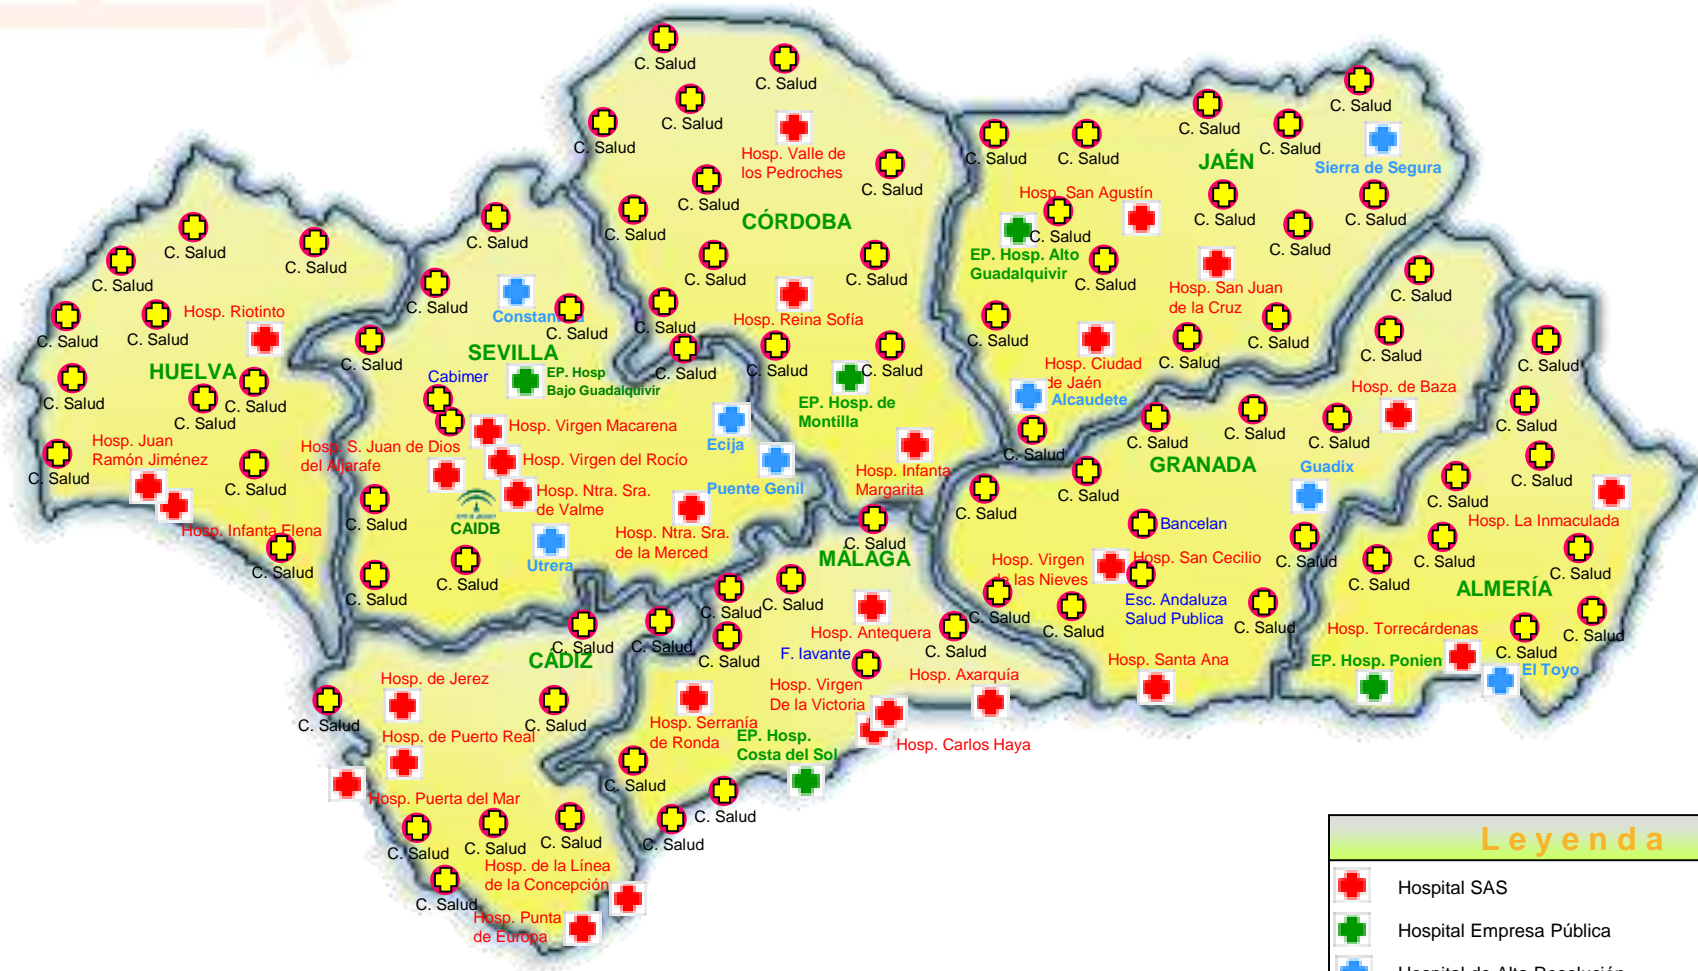 C. Salud
C. Salud
C. Salud
C. Salud
Hosp. Valle de
los Pedroches
C. Salud
C. Salud
C. Salud
CÓRDOBA
C. Salud
C. Salud
C. Salud
Hosp. Reina Sofía
C. Salud
C. Salud
C. Salud
EP. Hosp. de
Montilla
Hosp. Infanta
Margarita
C. Salud
C. Salud
C. Salud
C. Salud
C. Salud
JAÉN
Sierra de Segura
Hosp. San Agustín
C. Salud
C. Salud
C. Salud
C. Salud
EP. Hosp. Alto
Guadalquivir
C. Salud
Hosp. San Juan
de la Cruz
C. Salud
C. Salud
C. Salud
Hosp. Ciudad
de Jaén
Alcaudete
C. Salud
C. Salud
C. Salud
C. Salud
C. Salud
C. Salud
C. Salud
Hosp. Riotinto
HUELVA
C. Salud
C. Salud
C. Salud
Hosp. Juan
Ramón Jiménez
C. Salud
C. Salud
Hosp. Infanta Elena
C. Salud
C. Salud
C. Salud
Constan
C. Salud
C. Salud
SEVILLA
Cabimer
EP. Hosp
Bajo Guadalquivir
Hosp. Virgen Macarena
Hosp. S. Juan de Dios
del Aljarafe
Hosp. Virgen del Rocío
Hosp. Ntra. Sra.
de Valme
CAIDB
C. Salud
Ecija
Puente Genil
Hosp. Ntra. Sra.
de la Merced
Utrera
C. Salud
C. Salud
C. Salud
C. Salud
C. Salud
C. Salud
Hosp. de Baza
GRANADA
Guadix
C. Salud
C. Salud
Bancelan
Hosp. Virgen
de las Nieves
Hosp. San Cecilio
C. Salud
Esc. Andaluza
Salud Publica
C. Salud
C. Salud
C. Salud
Hosp. Santa Ana
C. Salud
C. Salud
C. Salud
C. Salud
Hosp. La Inmaculada
C. Salud
C. Salud
C. Salud
ALMERÍA
C. Salud
Hosp. Torrecárdenas
C. Salud
EP. Hosp. Ponien
El Toyo
C. Salud
MÁLAGA
C. Salud
C. Salud
C. Salud
Hosp. Antequera
C. Salud
F. Iavante
Hosp. Virgen
De la Victoria
Hosp. Axarquía
Hosp. Serranía
de Ronda
EP. Hosp.
Costa del Sol
Hosp. Carlos Haya
C. Salud
C. Salud
C. Salud
C. Salud
C. Salud
CÁDIZ
Hosp. de Jerez
C. Salud
C. Salud
Hosp. de Puerto Real
Hosp. Puerta del Mar
C. Salud
C. Salud
C. Salud
Hosp. de la Línea
de la Concepción
C. Salud
Hosp. Punta
de Europa
Leyenda
Hospital SAS
Hospital Empresa Pública
Hospital de Alta Resolución